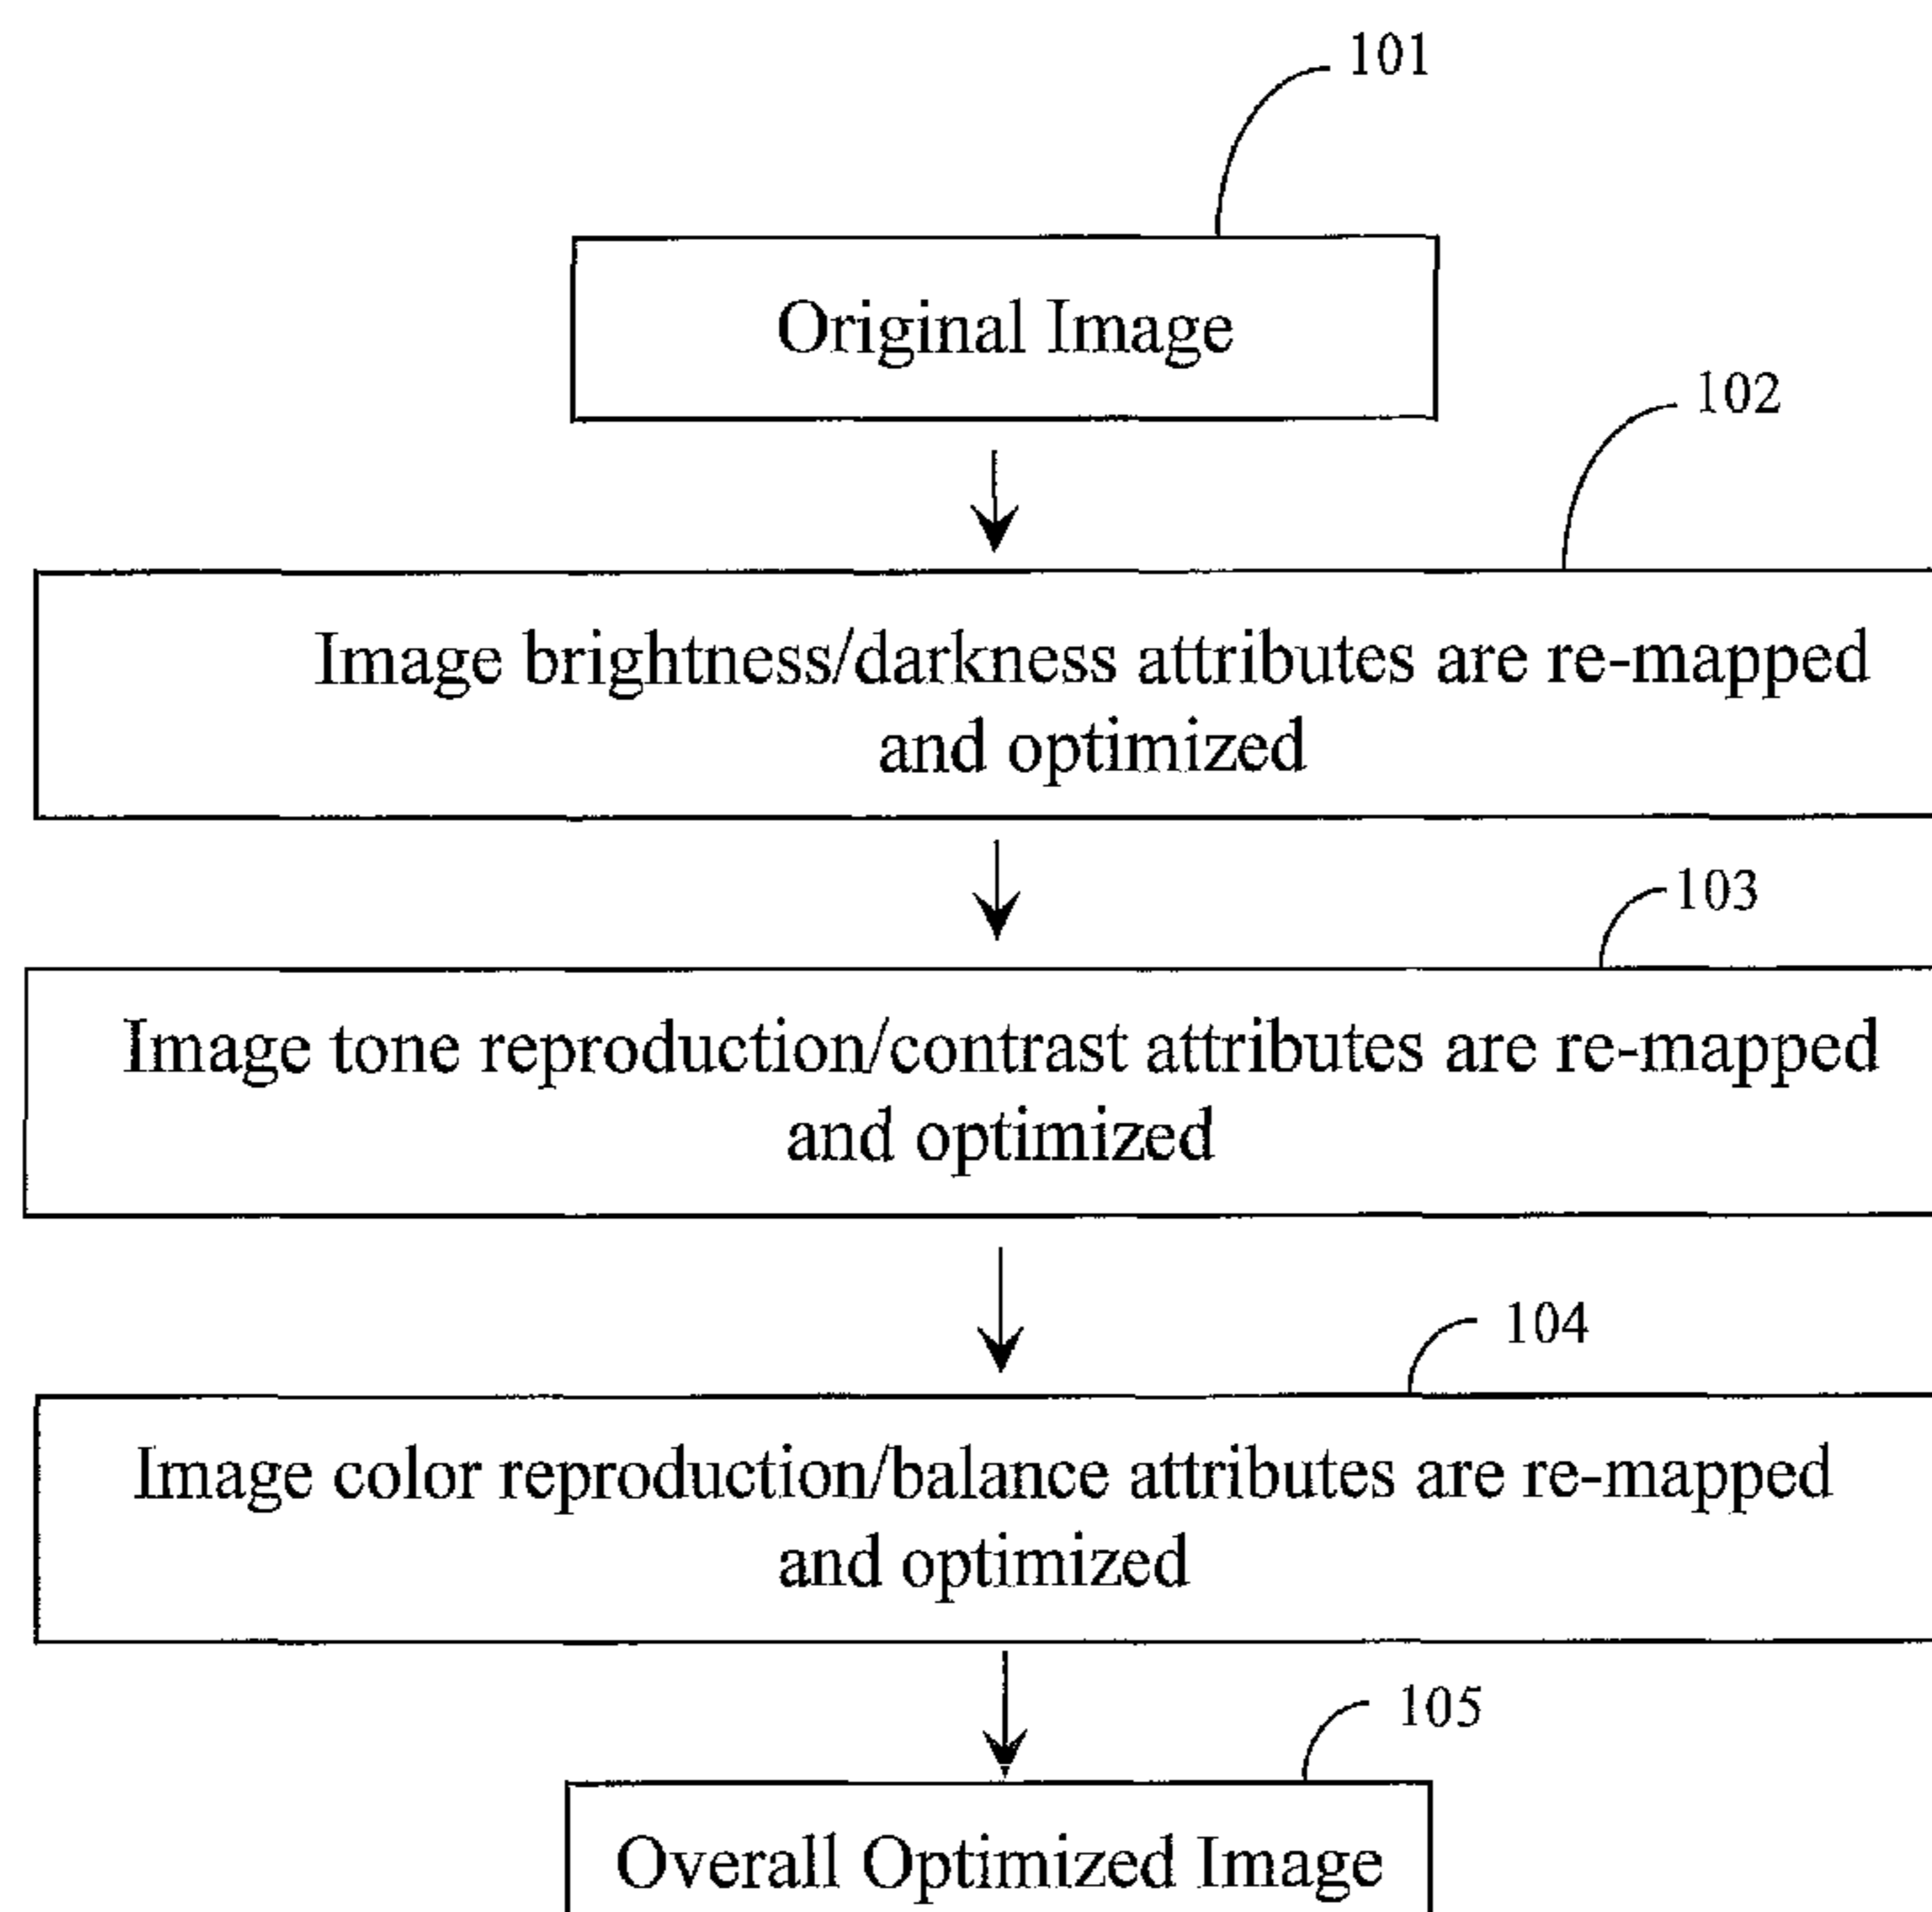 101
Original Image
102
Image brightness/darkness attributes are re-mapped
and optimized
103
Image tone reproduction/contrast attributes are re-mapped
and optimized
104
Image color reproduction/balance attributes are re-mapped
and optimized
105
Overall Optimized Image